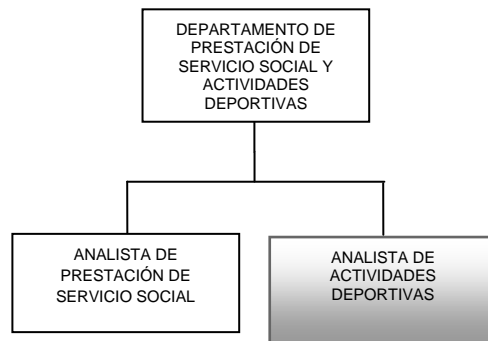 DEPARTAMENTO DE
PRESTACIÓN DE
SERVICIO SOCIAL Y
ACTIVIDADES
DEPORTIVAS
ANALISTA DE
PRESTACIÓN DE
SERVICIO SOCIAL
ANALISTA DE
ACTIVIDADES
DEPORTIVAS